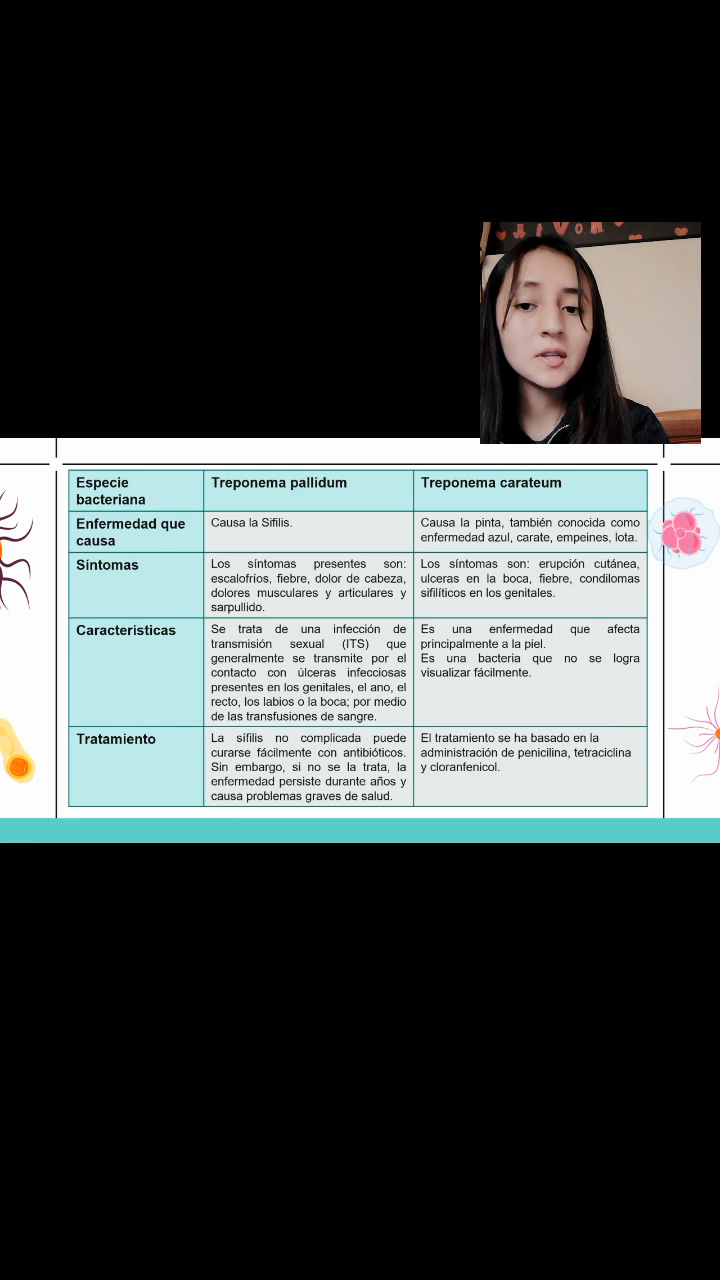 Especie Treponema pallidum Treponema carateum
bacteriana
Enfermedad que Causa la Sífilis. Causa la pinta, también conocida como
causa enfermedad azul, carate, empeines, lota.
Síntomas Los síntomas presentes son: Los síntomas son: erupción cutánea,
escalofríos, fiebre, dolor de cabeza, ulceras en la boca, fiebre, condilomas
dolores musculares y articulares y sifilíticos en los genitales.
sarpullido.
Características Se trata de una infección de Es una enfermedad que afecta
transmisión sexual (ITS) que principalmente a la piel.
generalmente se transmite por el Es una bacteria que no se logra
contacto con úlceras infecciosas visualizar fácilmente.
presentes en los genitales, el ano, el
recto, los labios o la boca; por medio
de las transfusiones de sangre.
Tratamiento La sífilis no complicada puede El tratamiento se ha basado en la
curarse fácilmente con antibióticos. administración de penicilina, tetraciclina
Sin embargo, si no se la trata, la y cloranfenicol.
enfermedad persiste durante años y
causa problemas graves de salud.